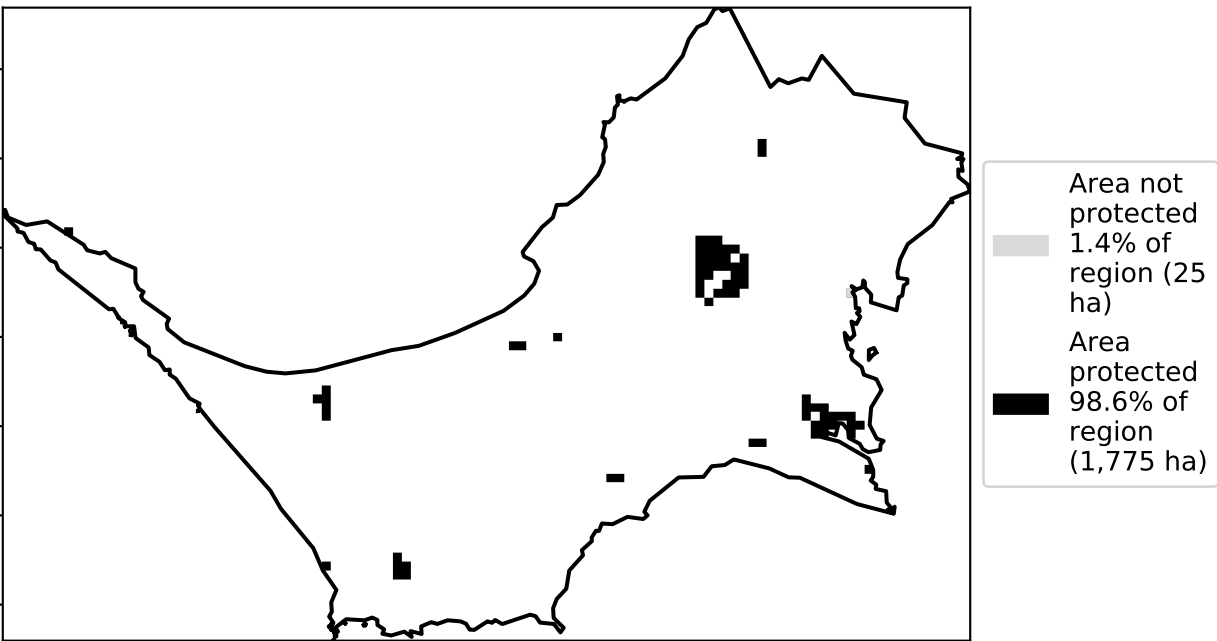 Area not
protected
1.4% of
region (25
ha)
Area
protected
98.6% of
region
(1,775 ha)